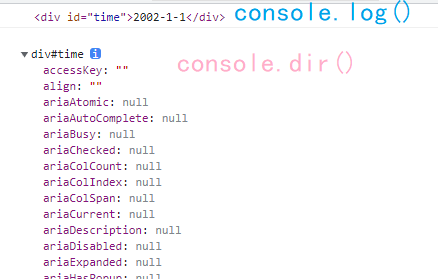 <div id="time">2002-1-1</div> console.log()
div#time i
console.dir()
accessKey: ""
align: ""
ariaAtomic: null
ariaAutoComplete: null
ariaBusy: null
ariaChecked: null
ariaColCount: null
ariaColIndex: null
ariaColSpan: null
ariaCurrent: null
ariaDescription: null
ariaDisabled: null
ariaExpanded: null
ariaHasPopup: null